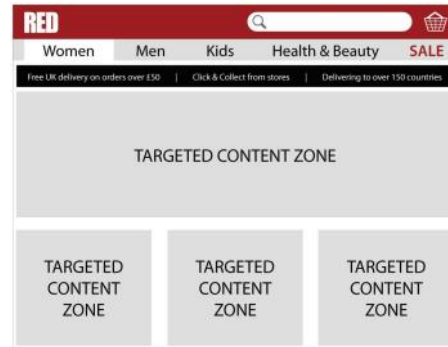 RED
Women Men Kids Health & Beauty SALE
Free UK delivery on orders over £50 | Click & Collect from stores | Delivering to over 150 countries
TARGETED CONTENT ZONE
TARGETED TARGETED TARGETED
CONTENT CONTENT CONTENT
ZONE ZONE ZONE